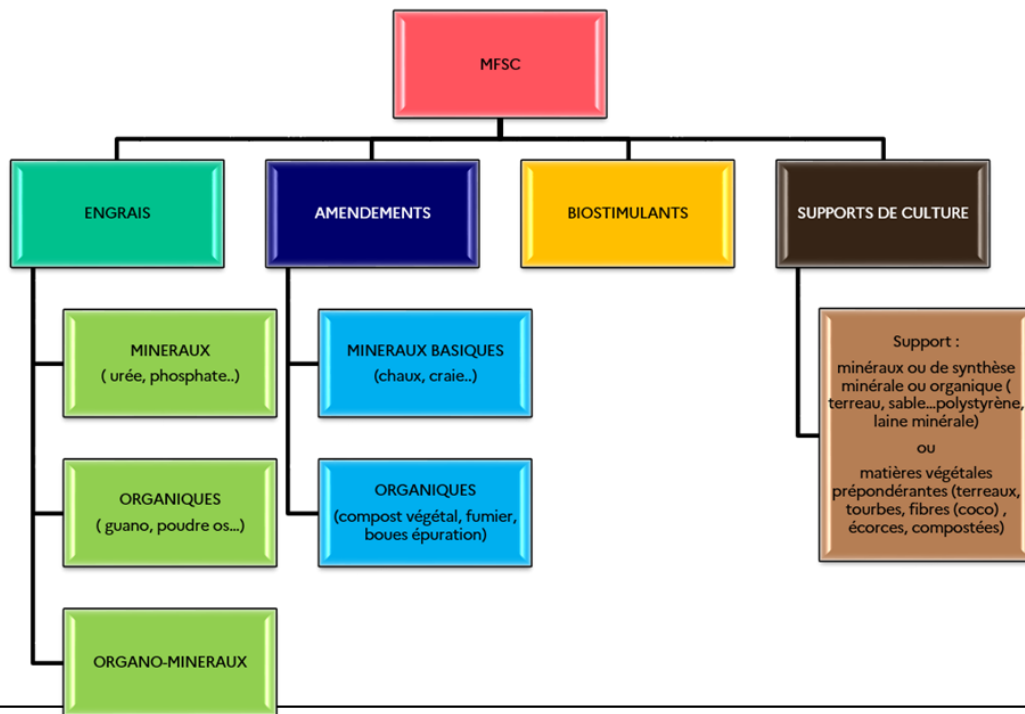 MFSC
ENGRAIS
AMENDEMENTS
BIOSTIMULANTS
SUPPORTS DE CULTURE
MINERAUX
( urée, phosphate..)
ORGANIQUES
( guano, poudre os...)
ORGANO-MINERAUX
MINERAUX BASIQUES
(chaux, craie..)
ORGANIQUES
(compost végétal, fumier,
boues épuration)
Support :
minéraux ou de synthèse
minérale ou organique (
terreau, sable...polystyrène,
laine minérale)
ou
matières végétales
prépondérantes (terreaux,
tourbes, fibres (coco) ,
écorces, compostées)